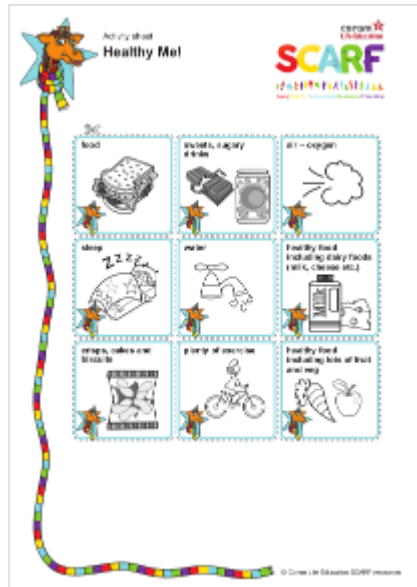 Activity sheet
Healthy Me!
coram
Life Education
SCARF
food
sweets, sugary
drinks
air – oxygen
sleep
ZZZZZ
water
healthy food
including dairy foods
(milk, cheese etc.)
MILK
crisps, cakes and
biscuits
plenty of exercise
healthy food
including lots of fruit
and veg
© Coram Life Education SCARF resources